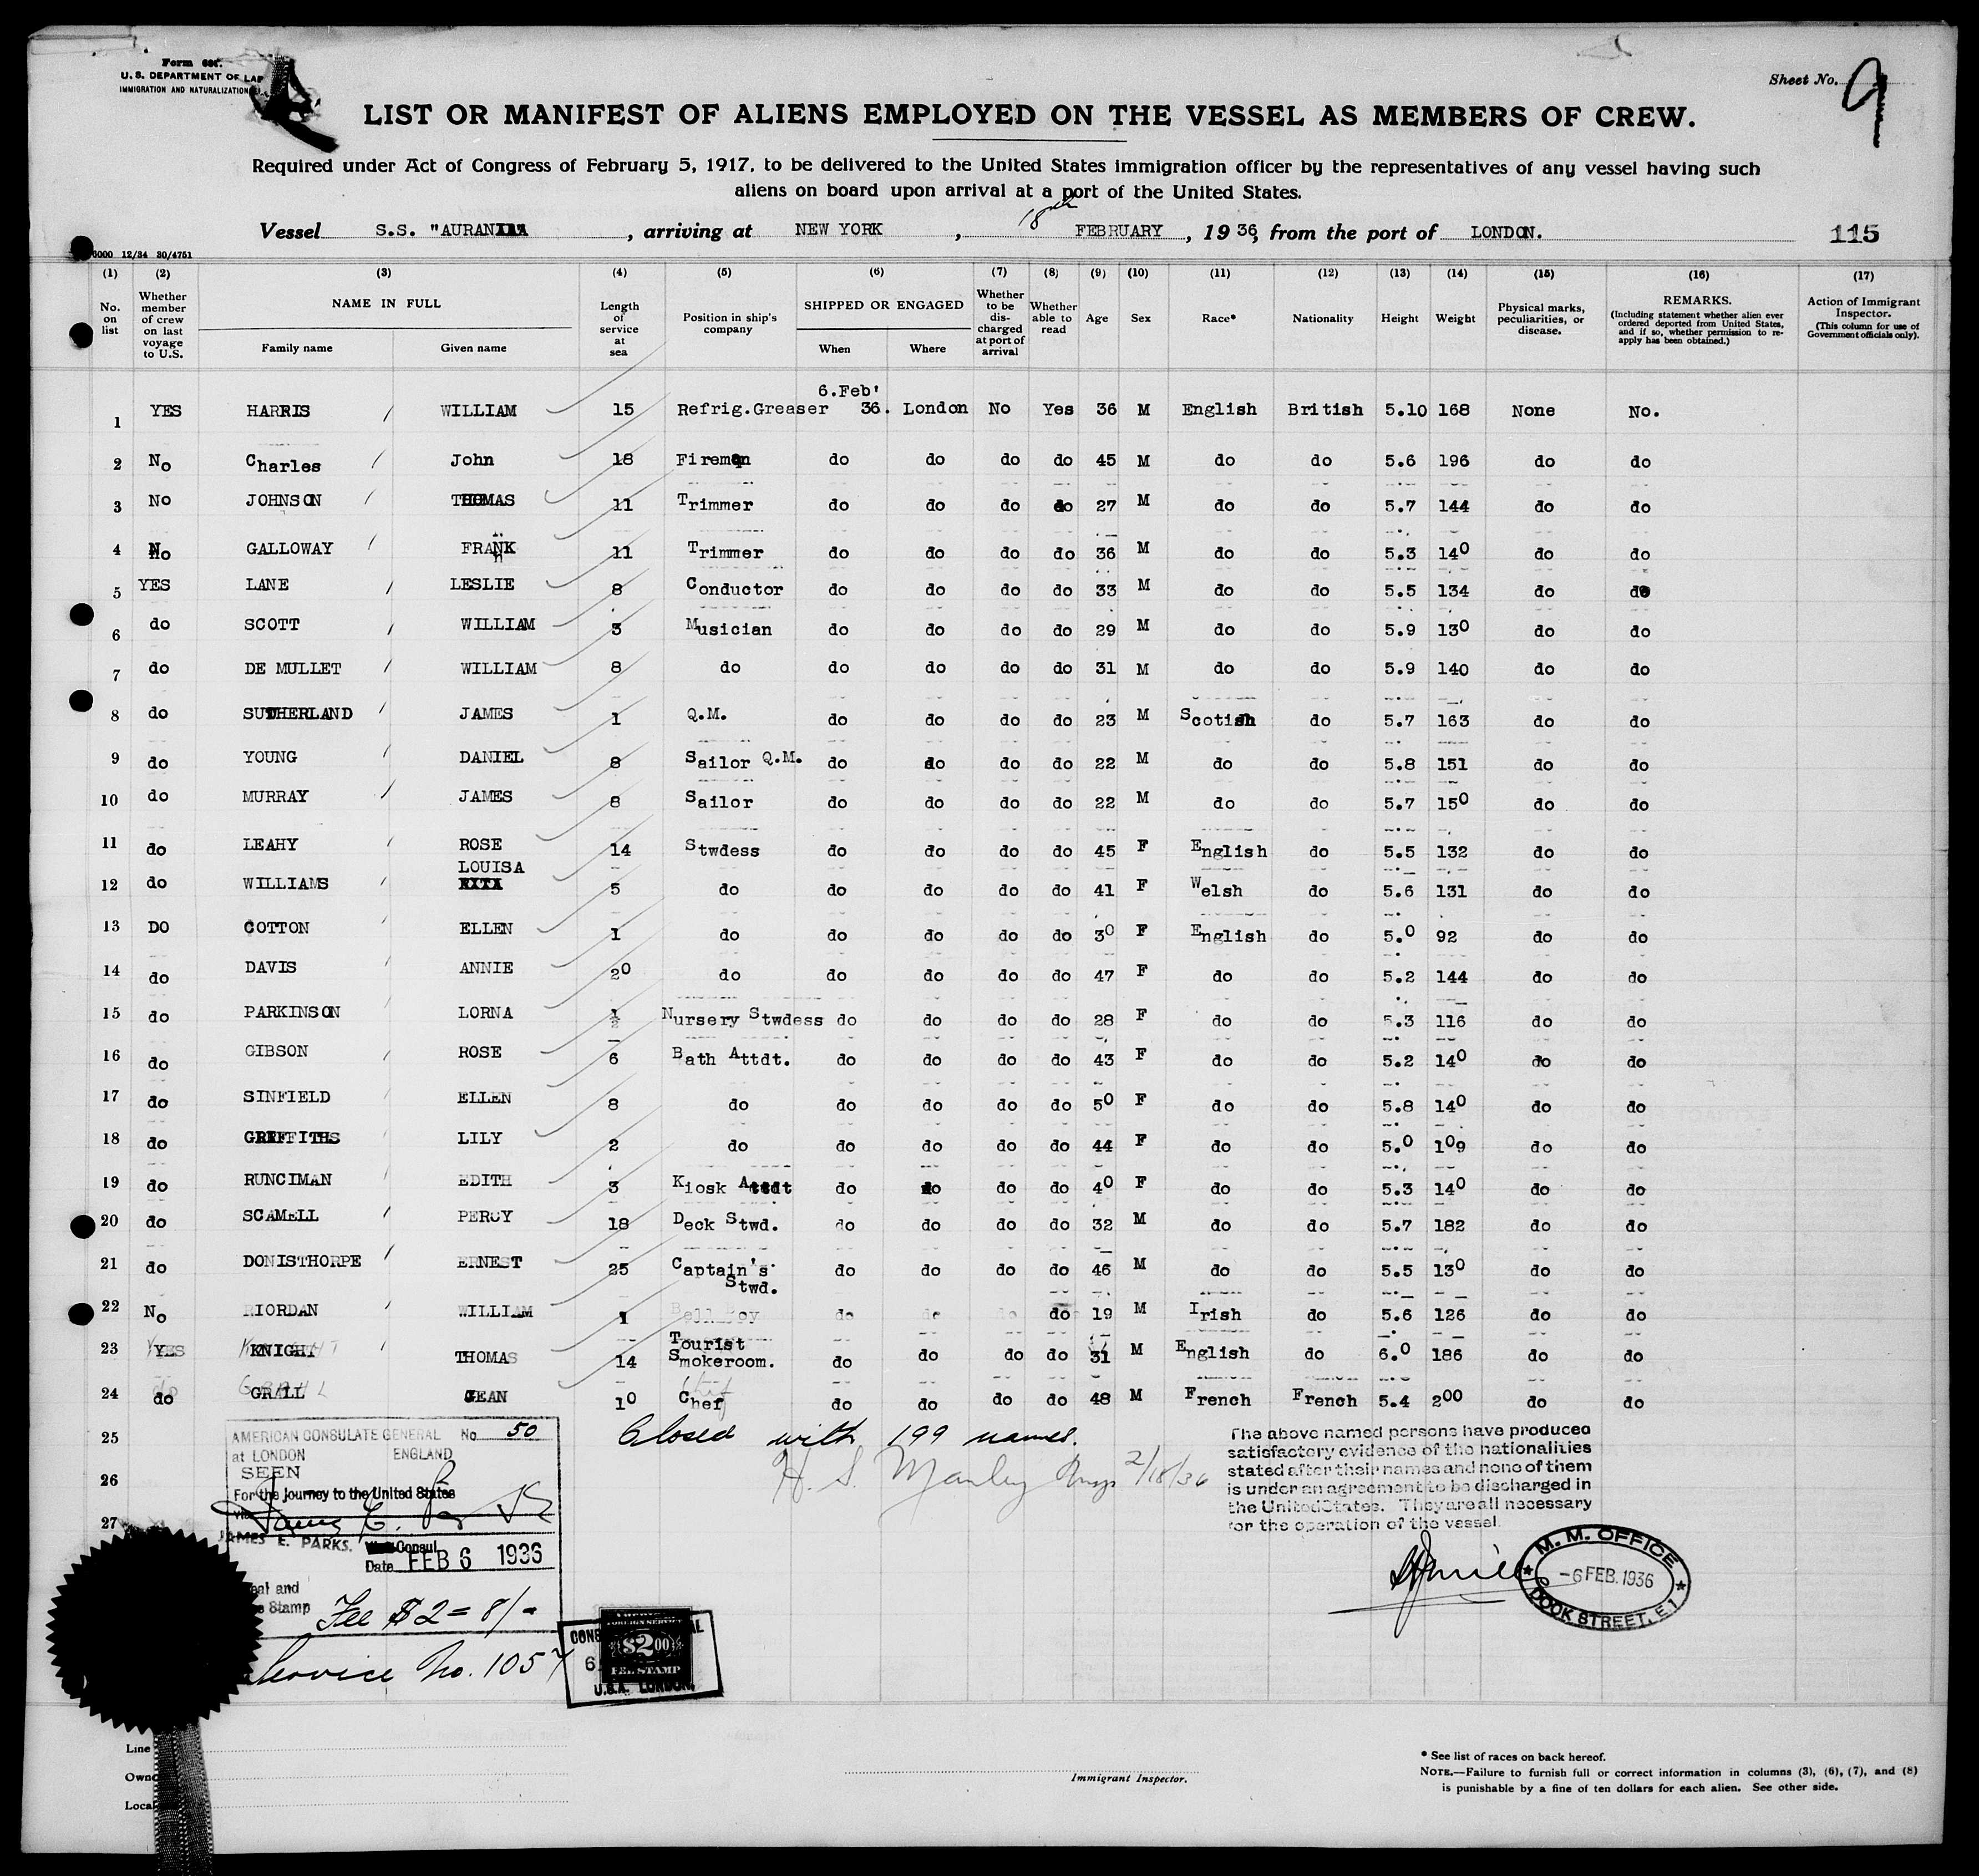 Form 680.
U. S. DEPARTMENT OF LAB
IMMIGRATION AND NATURALIZATION
Sheet No. 9
LIST OR MANIFEST OF ALIENS EMPLOYED ON THE VESSEL AS MEMBERS OF CREW.
Required under Act of Congress of February 5, 1917, to be delivered to the United States immigration officer by the representatives of any vessel having such
aliens on board upon arrival at a port of the United States.
Vessel S.S. "AURANIA , arriving at NEW YORK , 18th FEBRUARY , 19 36, from the port of LONDON. 115
6000 12/34 30/4751
(1) (2) (3) (4) (5) (6) (7) (8) (9) (10) (11) (12) (13) (14) (15) (16) (17)
No. on list Whether member of crew on last voyage to U.S. NAME IN FULL Family name Given name Length of service at sea Position in ship's company SHIPPED OR ENGAGED When Where Whether to be discharged at port of arrival Whether able to read Age Sex Race* Nationality Height Weight Physical marks, peculiarities, or disease. REMARKS. (Including statement whether alien ever ordered deported from United States, and if so, whether permission to re-apply has been obtained.) Action of Immigrant Inspector. (This column for use of Government officials only).
1 YES HARRIS WILLIAM 15 Refrig.Greaser 6.Feb' 36. London No Yes 36 M English British 5.10 168 None No.
2 No Charles John 18 Fireman do do do do 45 M do do 5.6 196 do do
3 No JOHNSON THOMAS 11 Trimmer do do do do 27 M do do 5.7 144 do do
4 No GALLOWAY FRANK 11 Trimmer do do do do 36 M do do 5.3 140 do do
5 YES LANE LESLIE 8 Conductor do do do do 33 M do do 5.5 134 do do
6 do SCOTT WILLIAM 3 Musician do do do do 29 M do do 5.9 130 do do
7 do DE MULLET WILLIAM 8 do do do do do 31 M do do 5.9 140 do do
8 do SUTHERLAND JAMES 1 Q.M. do do do do 23 M Scotish do 5.7 163 do do
9 do YOUNG DANIEL 8 Sailor Q.M. do do do do 22 M do do 5.8 151 do do
10 do MURRAY JAMES 8 Sailor do do do do 22 M do do 5.7 150 do do
11 do LEAHY ROSE 14 Stwdess do do do do 45 F English do 5.5 132 do do
12 do WILLIAMS LOUISA 5 do do do do do 41 F Welsh do 5.6 131 do do
13 DO COTTON ELLEN 1 do do do do do 30 F English do 5.0 92 do do
14 do DAVIS ANNIE 20 do do do do do 47 F do do 5.2 144 do do
15 do PARKINSON LORNA 1/2 Nursery Stwdess do do do do 28 F do do 5.3 116 do do
16 do GIBSON ROSE 6 Bath Attdt. do do do do 43 F do do 5.2 140 do do
17 do SINFIELD ELLEN 8 do do do do do 50 F do do 5.8 140 do do
18 do GRIFFITHS LILY 2 do do do do do 44 F do do 5.0 109 do do
19 do RUNCIMAN EDITH 3 Kiosk Attdt do do do do 40 F do do 5.3 140 do do
20 do SCAMELL PERCY 18 Deck Stwd. do do do do 32 M do do 5.7 182 do do
21 do DONISTHORPE ERNEST 25 Captain's Stwd. do do do do 46 M do do 5.5 130 do do
22 No RIORDAN WILLIAM 1 Bell Boy do do do do 19 M Irish do 5.6 126 do do
23 YES KNIGHT THOMAS 14 Tourist Smokeroom. do do do do 31 M English do 6.0 186 do do
24 do GRALL JEAN 10 Chef do do do do 48 M French French 5.4 200 do do
25
26
27
Closed with 199 names.
H. S. Manley Insp 2/18/36
AMERICAN CONSULATE GENERAL No 50
at LONDON ENGLAND
SEEN
For the journey to the United States
via
JAMES E. PARKS. Consul
Date FEB 6 1936
eal and
Stamp Fee $2 = 8/-
Service No. 1057
AMERICAN
FOREIGN SERVICE
$2.00
FEE STAMP
U.S.A. LONDON.
The above named persons have produced
satisfactory evidence of the nationalities
stated after their names and none of them
is under an agreement to be discharged in
the United States. They are all necessary
for the operation of the vessel.
M. M. OFFICE
-6 FEB. 1936
DOCK STREET. E.1
Line
Owne
Local
Immigrant Inspector.
* See list of races on back hereof.
NOTE.—Failure to furnish full or correct information in columns (3), (6), (7), and (8)
is punishable by a fine of ten dollars for each alien. See other side.